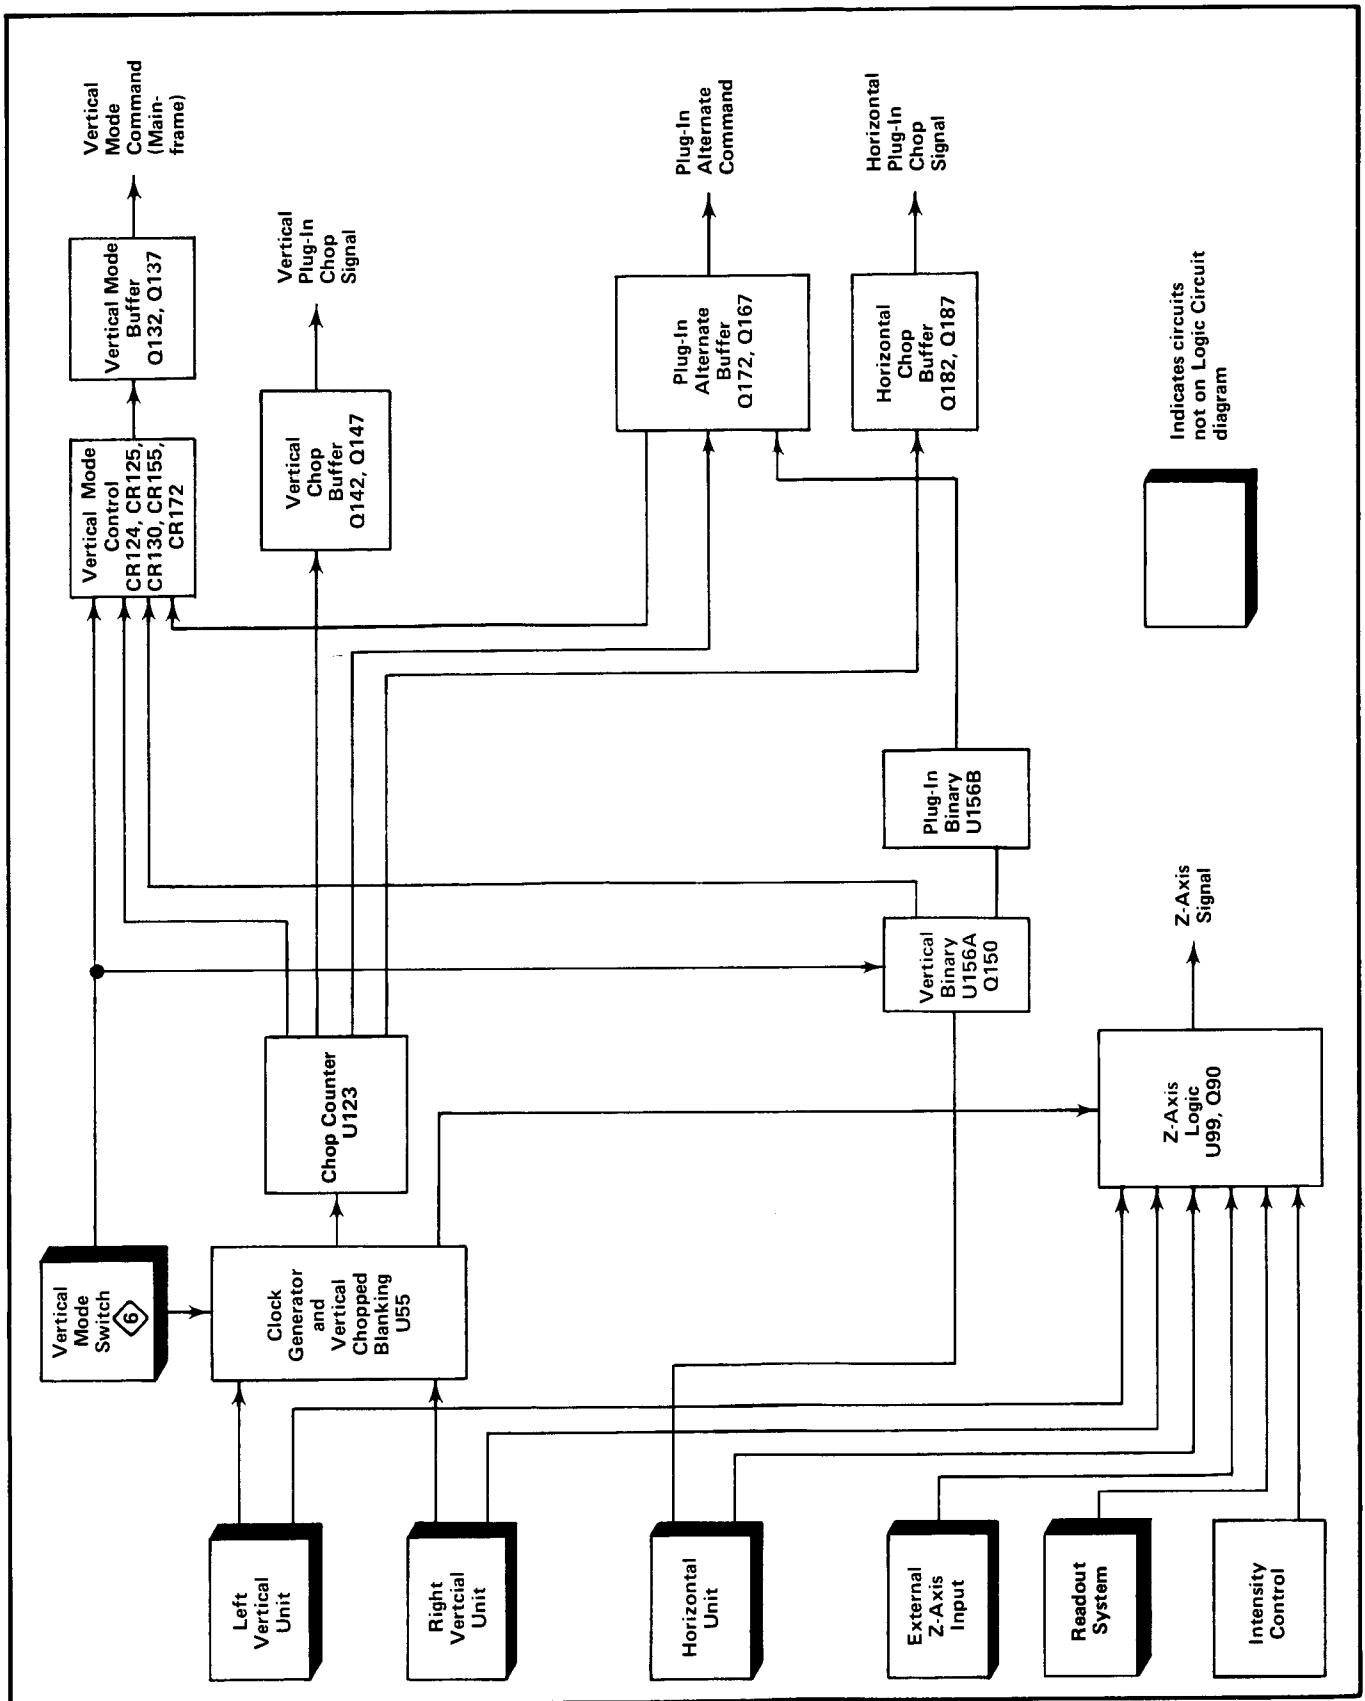 Vertical
Mode
Switch
6
Left
Vertical
Unit
Right
Vertcial
Unit
Horizontal
Unit
External
Z-Axis
Input
Readout
System
Intensity
Control
Clock
Generator
and
Vertical
Chopped
Blanking
U55
Chop Counter
U123
Vertical
Binary
U156A
Q150
Plug-In
Binary
U156B
Z-Axis
Logic
U99, Q90
Z-Axis
Signal
Vertical Mode
Control
CR124, CR125,
CR130, CR155,
CR172
Vertical Mode
Buffer
Q132, Q137
Vertical
Mode
Command
(Main-
frame)
Vertical
Chop
Buffer
Q142, Q147
Vertical
Plug-In
Chop
Signal
Plug-In
Alternate
Buffer
Q172, Q167
Plug-In
Alternate
Command
Horizontal
Chop
Buffer
Q182, Q187
Horizontal
Plug-In
Chop
Signal
Indicates circuits
not on Logic Circuit
diagram